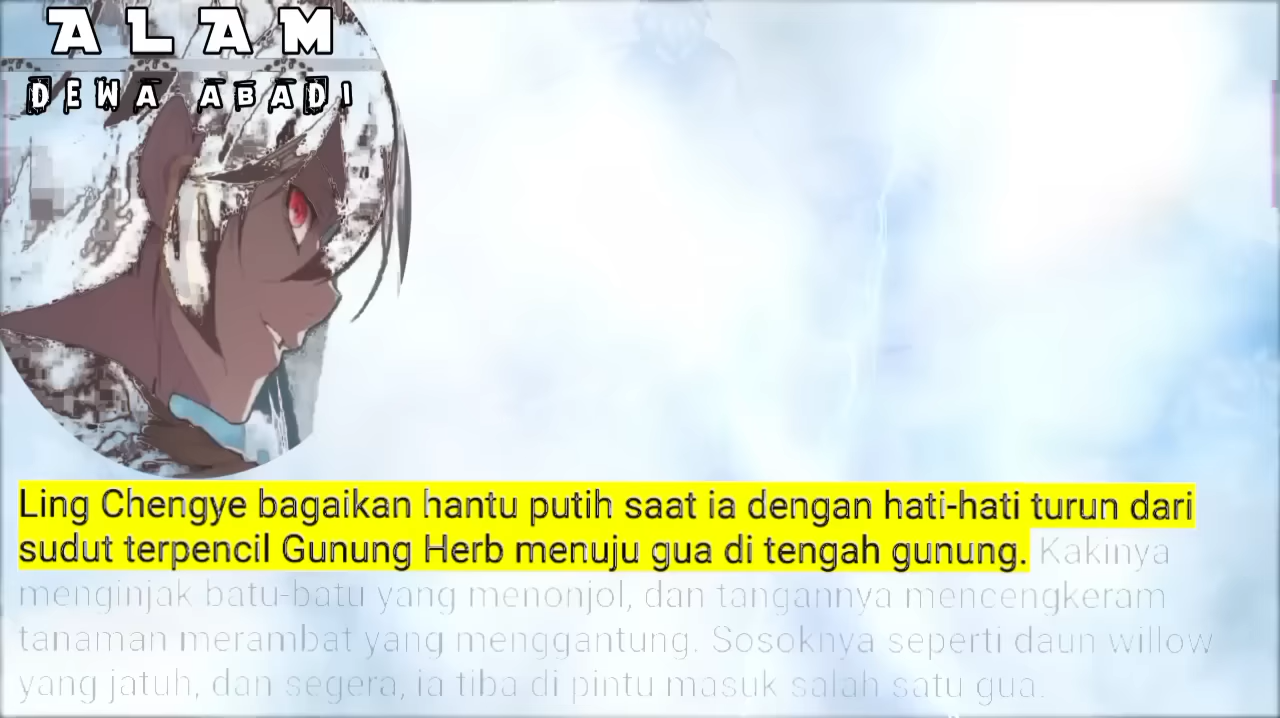 ALAM
DEWA ABADI
Ling Chengye bagaikan hantu putih saat ia dengan hati-hati turun dari
sudut terpencil Gunung Herb menuju gua di tengah gunung. Kakinya
menginjak batu-batu yang menonjol, dan tangannya mencengkeram
tanaman merambat yang menggantung. Sosoknya seperti daun willow
yang jatuh, dan segera, ia tiba di pintu masuk salah satu gua.